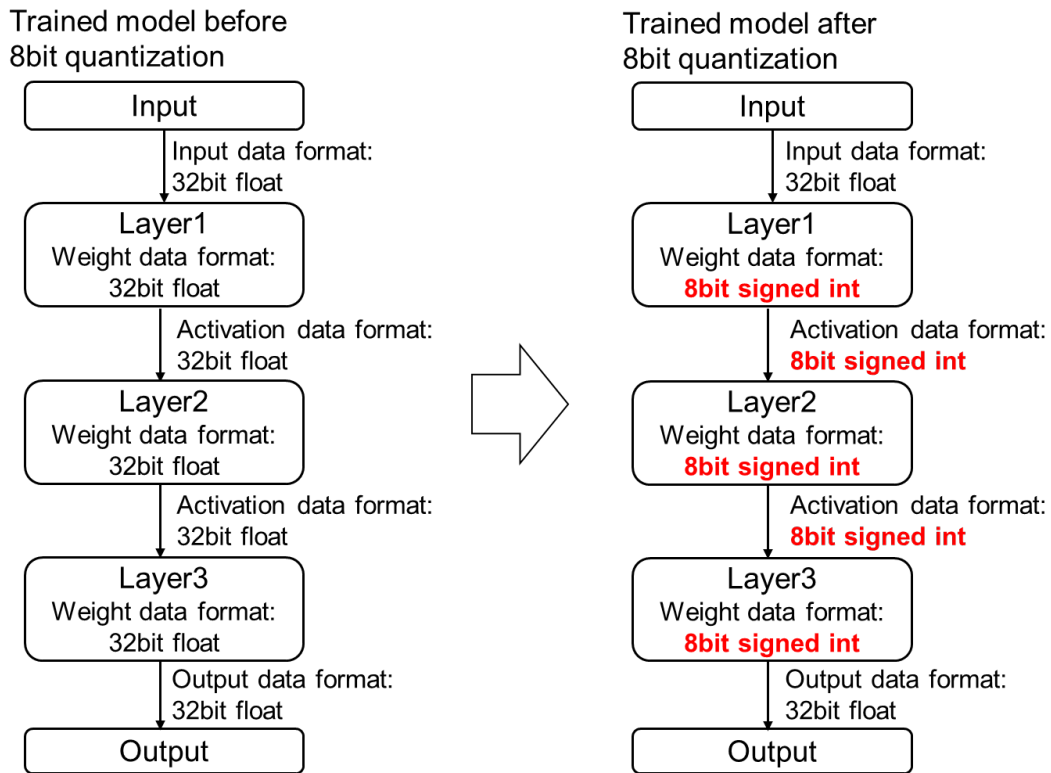 Trained model before
8bit quantization
Input
Input data format:
32bit float
Layer1
Weight data format:
32bit float
Activation data format:
32bit float
Layer2
Weight data format:
32bit float
Activation data format:
32bit float
Layer3
Weight data format:
32bit float
Output data format:
32bit float
Output
Trained model after
8bit quantization
Input
Input data format:
32bit float
Layer1
Weight data format:
8bit signed int
Activation data format:
8bit signed int
Layer2
Weight data format:
8bit signed int
Activation data format:
8bit signed int
Layer3
Weight data format:
8bit signed int
Output data format:
32bit float
Output